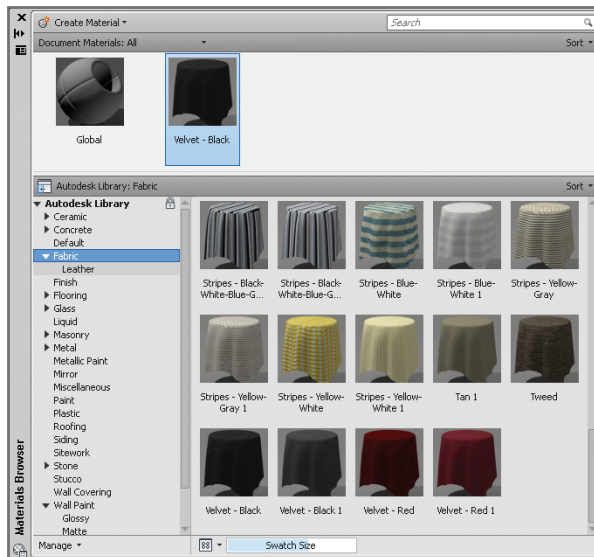 Create Material
Search
Document Materials: All
Sort
Global
Velvet - Black
Autodesk Library: Fabric
Sort
Autodesk Library
Ceramic
Concrete
Default
Fabric
Leather
Finish
Flooring
Glass
Liquid
Masonry
Metal
Metallic Paint
Mirror
Miscellaneous
Paint
Plastic
Roofing
Siding
Sitework
Stone
Stucco
Wall Covering
Wall Paint
Glossy
Matte
Stripes - Black-
White-Blue-G...
Stripes - Black-
White-Blue-G...
Stripes - Blue-
White
Stripes - Blue-
White 1
Stripes - Yellow-
Gray
Stripes - Yellow-
Gray 1
Stripes - Yellow-
White
Stripes - Yellow-
White 1
Tan 1
Tweed
Velvet - Black
Velvet - Black 1
Velvet - Red
Velvet - Red 1
Manage
Swatch Size
Materials Browser